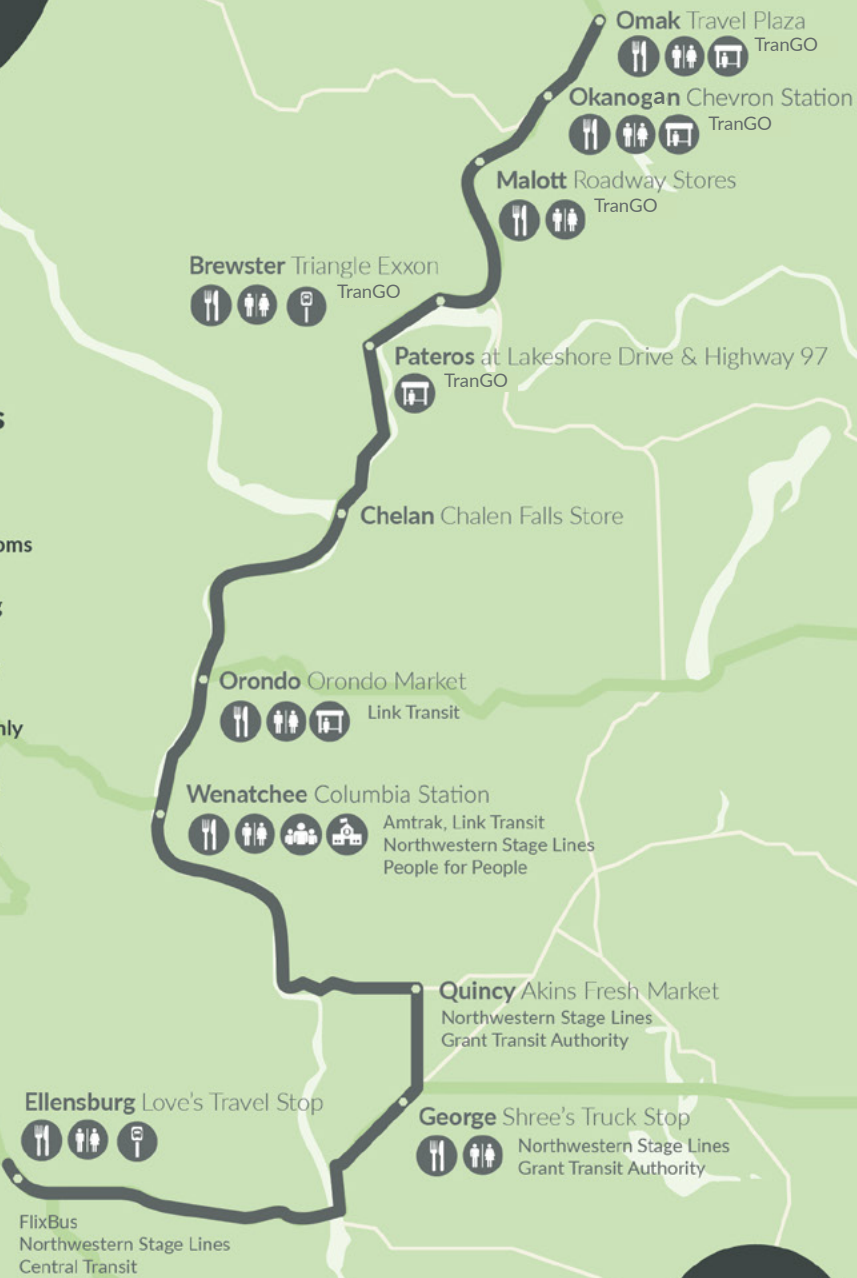 Omak Travel Plaza
TranGO
Okanogan Chevron Station
TranGO
Malott Roadway Stores
TranGO
Brewster Triangle Exxon
TranGO
Pateros at Lakeshore Drive & Highway 97
TranGO
s
Chelan Chalen Falls Store
oms
g
Orondo Orondo Market
Link Transit
nly
Wenatchee Columbia Station
Amtrak, Link Transit
Northwestern Stage Lines
People for People
Quincy Akins Fresh Market
Northwestern Stage Lines
Grant Transit Authority
Ellensburg Love's Travel Stop
George Shree's Truck Stop
Northwestern Stage Lines
Grant Transit Authority
FlixBus
Northwestern Stage Lines
Central Transit